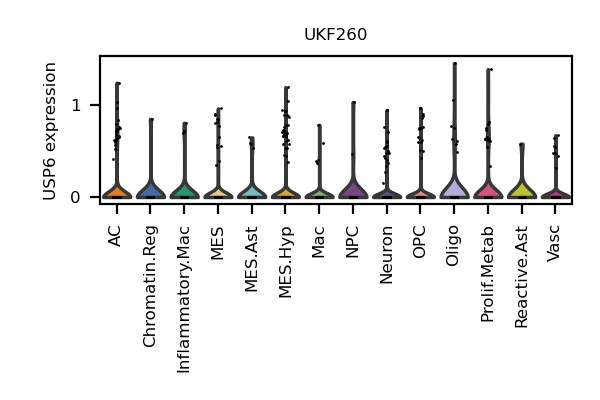 UKF260
USP6 expression
1
0
AC
Chromatin.Reg
Inflammatory.Mac
MES
MES.Ast
MES.Hyp
Mac
NPC
Neuron
OPC
Oligo
Prolif.Metab
Reactive.Ast
Vasc